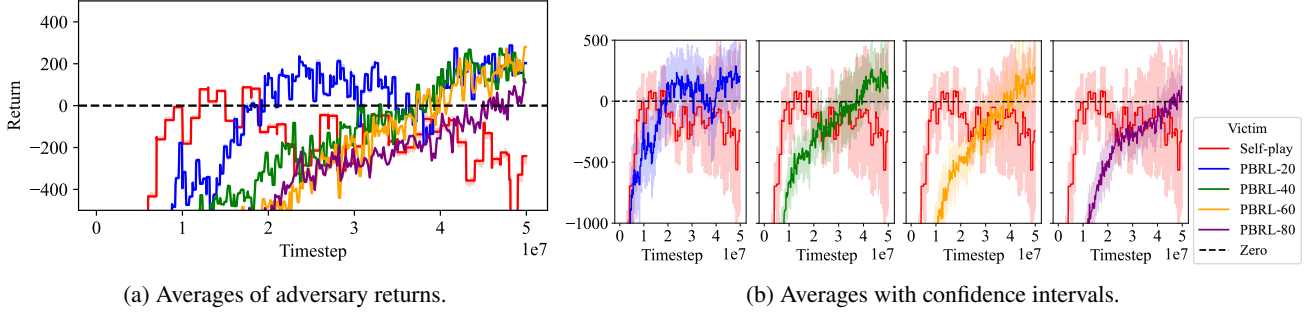 400
200
0
−200
−400
Return
0
1
2
3
4
5
Timestep
1e7
(a) Averages of adversary returns.
500
0
−500
−1000
0 1 2 3 4 5
Timestep
1e7
0 1 2 3 4 5
Timestep
1e7
0 1 2 3 4 5
Timestep
1e7
0 1 2 3 4 5
Timestep
1e7
Victim
Self-play
PBRL-20
PBRL-40
PBRL-60
PBRL-80
Zero
(b) Averages with confidence intervals.